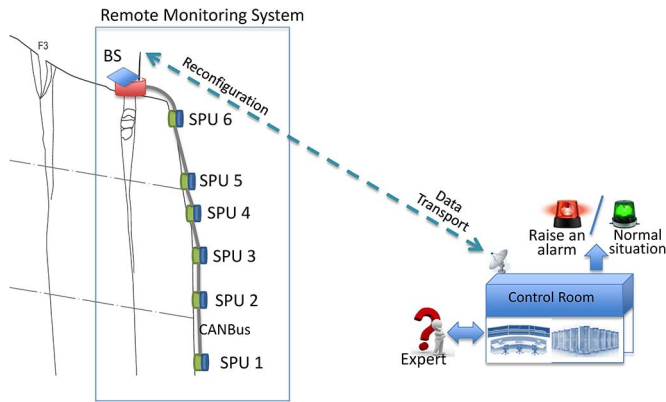 Remote Monitoring System
F3
BS
Reconfiguration
SPU 6
SPU 5
SPU 4
SPU 3
SPU 2
CANBus
SPU 1
Data
Transport
Raise an
alarm
/
Normal
situation
Control Room
?
Expert